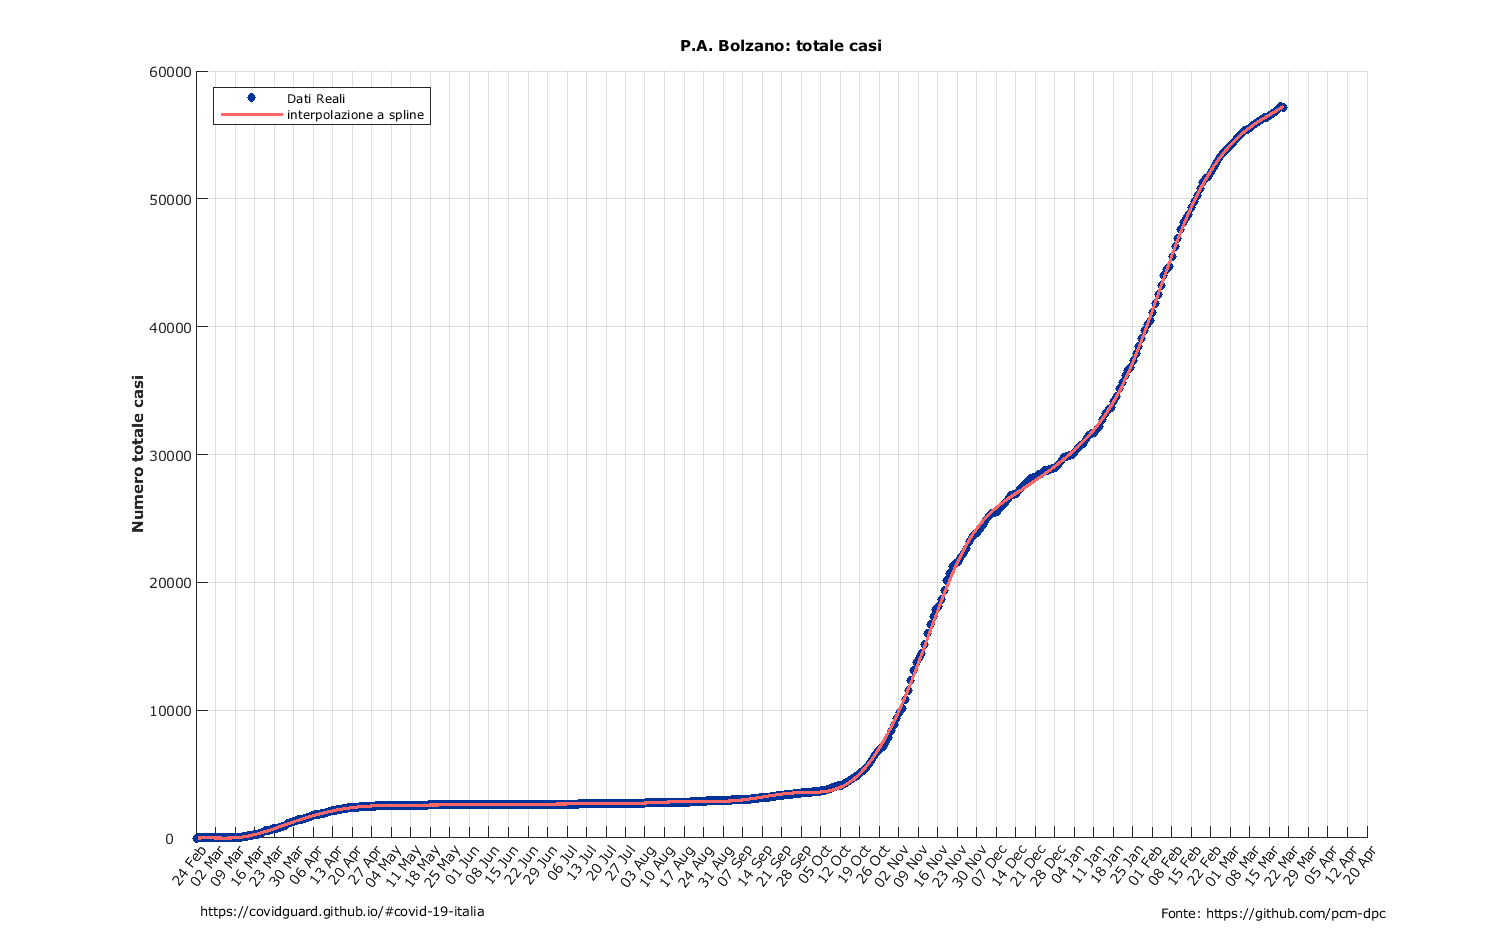 P.A. Bolzano: totale casi
60000
50000
40000
30000
20000
10000
0
Numero totale casi
Dati Reali
interpolazione a spline
24 Feb
02 Mar
09 Mar
16 Mar
23 Mar
30 Mar
06 Apr
13 Apr
20 Apr
27 Apr
04 May
11 May
18 May
25 May
01 Jun
08 Jun
15 Jun
22 Jun
29 Jun
06 Jul
13 Jul
20 Jul
27 Jul
03 Aug
10 Aug
17 Aug
24 Aug
31 Aug
07 Sep
14 Sep
21 Sep
28 Sep
05 Oct
12 Oct
19 Oct
26 Oct
02 Nov
09 Nov
16 Nov
23 Nov
30 Nov
07 Dec
14 Dec
21 Dec
28 Dec
04 Jan
11 Jan
18 Jan
25 Jan
01 Feb
08 Feb
15 Feb
22 Feb
01 Mar
08 Mar
15 Mar
22 Mar
29 Mar
05 Apr
12 Apr
20 Apr
https://covidguard.github.io/#covid-19-italia
Fonte: https://github.com/pcm-dpc